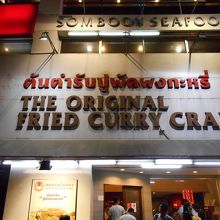 SOMBOON SEAFOO
ต้นตำรับปูผัดผงกะหรี่
THE ORIGINAL
FRIED CURRY CRA